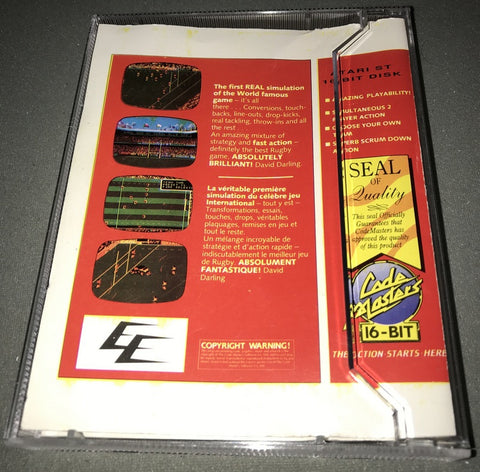 The first REAL simulation
of the World famous
game – it's all
there . . . Conversions, touch-
backs, line-outs, drop-kicks,
real tackling, throw-ins and all
the rest . . .
An amazing mixture of
strategy and fast action –
definitely the best Rugby
game, ABSOLUTELY
BRILLIANT! David Darling.
La véritable première
simulation du célèbre jeu
International – tout y est –
Transformations, essais,
touches, drops, véritables
plaquages, remises en jeu et
tout le reste.
Un mélange incroyable de
stratégie et d'action rapide –
indiscutablement le meilleur jeu
de Rugby. ABSOLUMENT
FANTASTIQUE! David
Darling
COPYRIGHT WARNING!
ATARI ST
16-BIT DISK
AMAZING PLAYABILITY!
SIMULTANEOUS 2
PLAYER ACTION
CHOOSE YOUR OWN
TEAM
SUPERB SCRUM DOWN
ACTION
SEAL
OF
Quality
This seal Officially
Guarantees that
CodeMasters has
approved the quality
of this product
Code
Masters
16-BIT
THE ACTION STARTS HERE